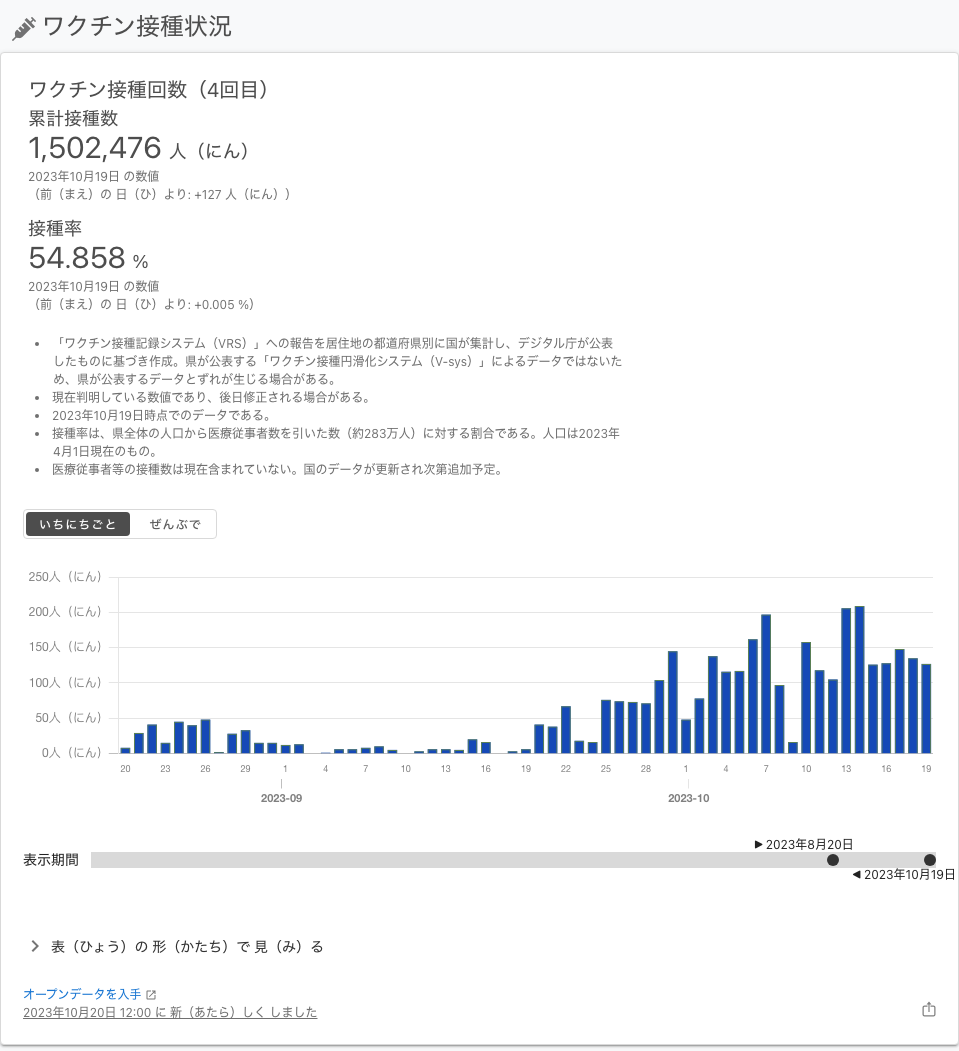 ワクチン接種状況
ワクチン接種回数（4回目）
累計接種数
1,502,476 人（にん）
2023年10月19日 の数値
（前（まえ）の 日（ひ）より: +127 人（にん））
接種率
54.858 %
2023年10月19日 の数値
（前（まえ）の 日（ひ）より: +0.005 %）
• 「ワクチン接種記録システム（VRS）」への報告を居住地の都道府県別に国が集計し、デジタル庁が公表
したものに基づき作成。県が公表する「ワクチン接種円滑化システム（V-sys）」によるデータではないた
め、県が公表するデータとずれが生じる場合がある。
• 現在判明している数値であり、後日修正される場合がある。
• 2023年10月19日時点でのデータである。
• 接種率は、県全体の人口から医療従事者数を引いた数（約283万人）に対する割合である。人口は2023年
4月1日現在のもの。
• 医療従事者等の接種数は現在含まれていない。国のデータが更新され次第追加予定。
いちにちごと ぜんぶで
250人（にん）
200人（にん）
150人（にん）
100人（にん）
50人（にん）
0人（にん）
20 23 26 29 1 4 7 10 13 16 19 22 25 28 1 4 7 10 13 16 19
2023-09 2023-10
▶ 2023年8月20日
表示期間
◀ 2023年10月19日
表（ひょう）の 形（かたち）で 見（み）る
オープンデータを入手
2023年10月20日 12:00 に 新（あたら）しく しました